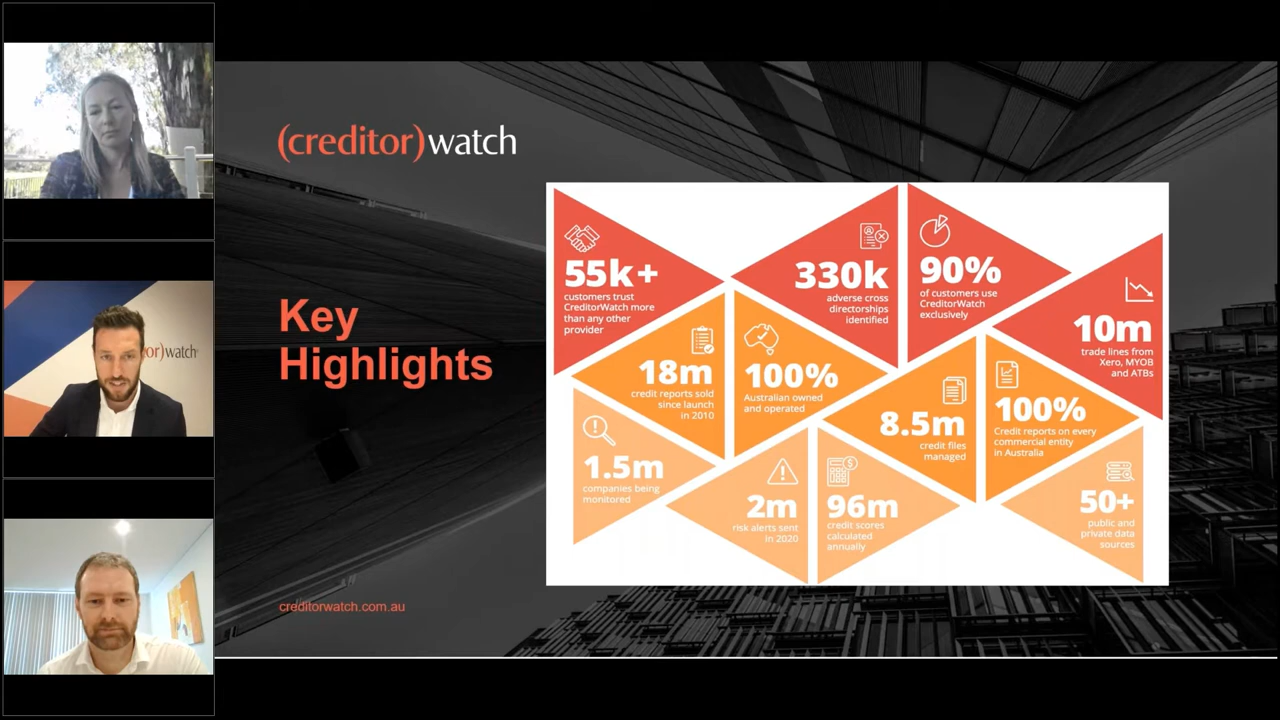 (creditor)watch
Key
Highlights
creditorwatch.com.au
55k+
customers trust
CreditorWatch more
than any other
provider
330k
adverse cross
directorships
identified
90%
of customers use
CreditorWatch
exclusively
10m
trade lines from
Xero, MYOB
and ATBs
18m
credit reports sold
since launch
in 2010
100%
Australian owned
and operated
8.5m
credit files
managed
100%
Credit reports on every
commercial entity
in Australia
1.5m
companies being
monitored
2m
risk alerts sent
in 2020
96m
credit scores
calculated
annually
50+
public and
private data
sources
or)watch